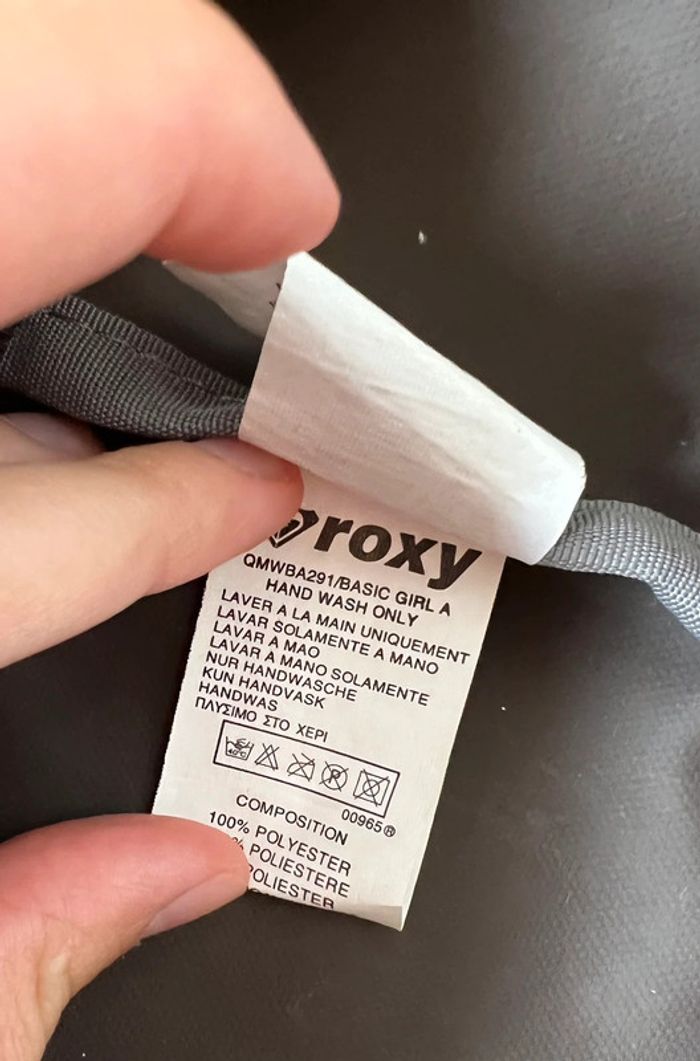 roxy
QMWBA291/BASIC GIRL A
HAND WASH ONLY
LAVER A LA MAIN UNIQUEMENT
LAVAR SOLAMENTE A MANO
LAVAR À MAO
LAVAR À MANO SOLAMENTE
NUR HANDWASCHE
KUN HANDVASK
HANDWAS
ΠΛΥΣΙΜΟ ΣΤΟ ΧΕΡΙ
40°C
P
00965®
COMPOSITION
100% POLYESTER
% POLIESTERE
POLIESTER